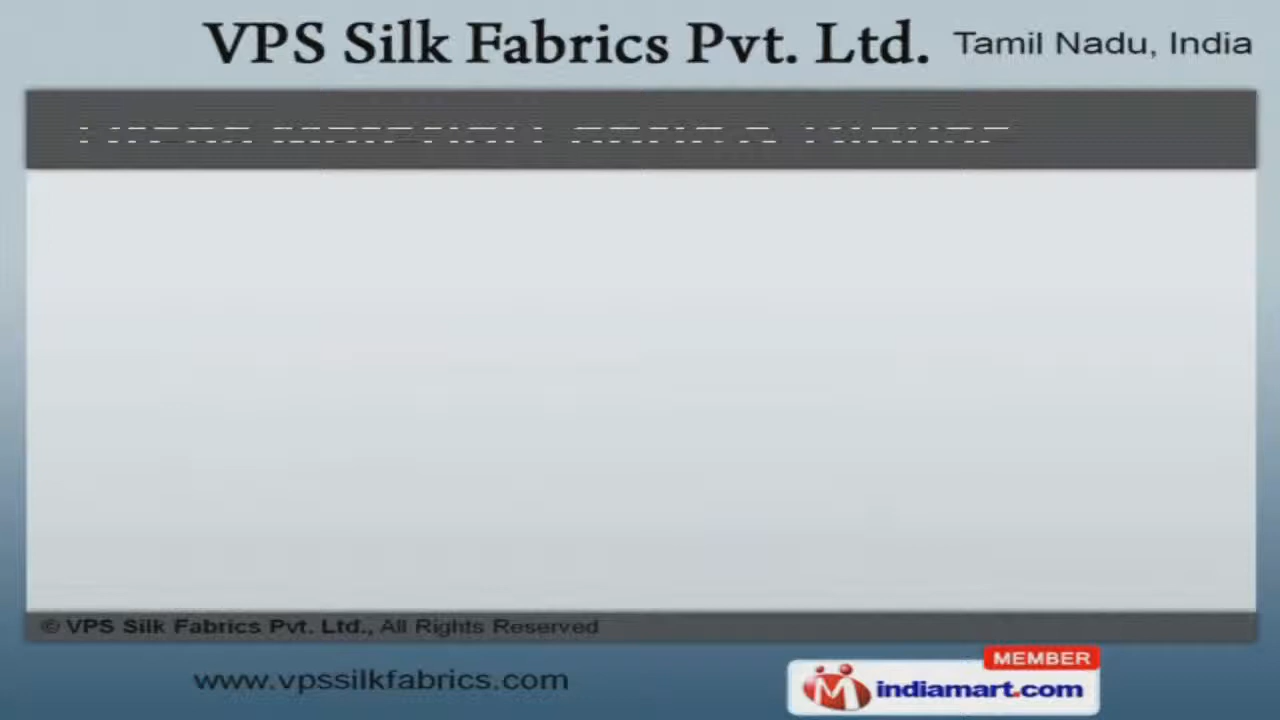 VPS Silk Fabrics Pvt. Ltd. Tamil Nadu, India
© VPS Silk Fabrics Pvt. Ltd., All Rights Reserved
www.vpssilkfabrics.com
MEMBER
indiamart.com